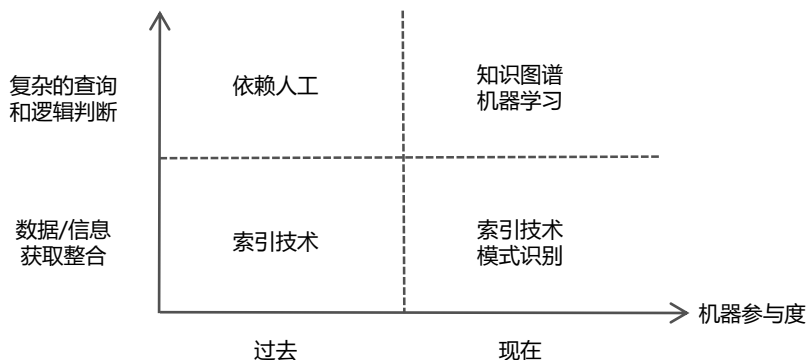 复杂的查询
和逻辑判断
依赖人工
知识图谱
机器学习
数据/信息
获取整合
索引技术
索引技术
模式识别
机器参与度
过去
现在